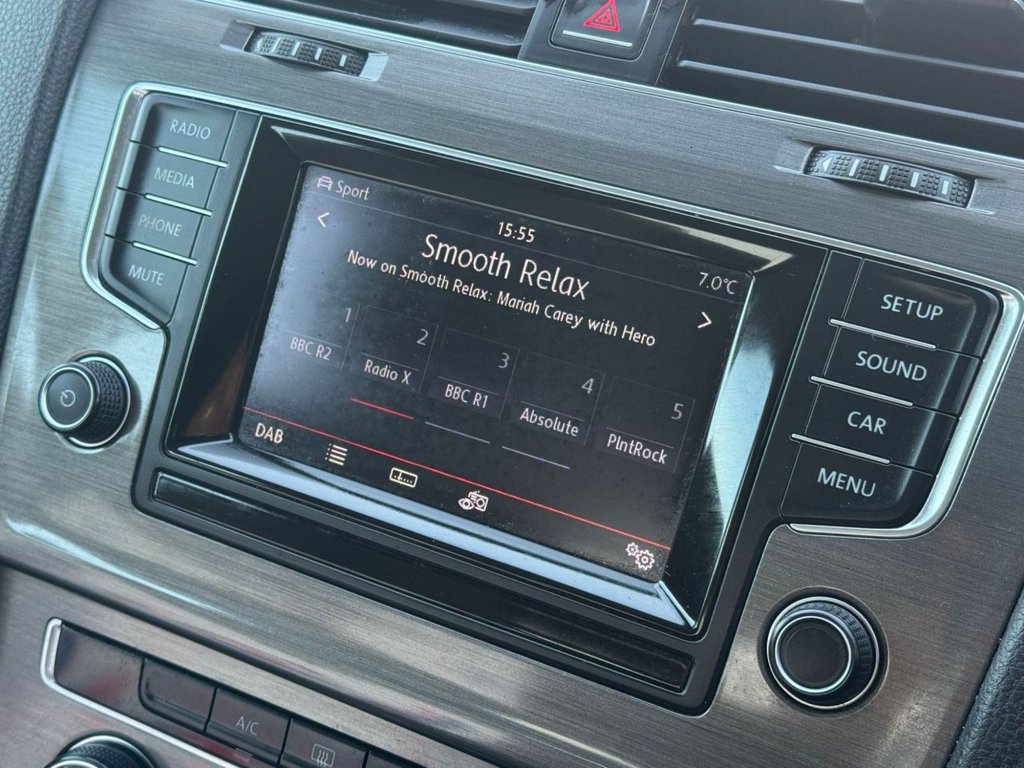 RADIO
MEDIA
PHONE
MUTE
Sport
15:55
7.0°C
<
Smooth Relax
Now on Smooth Relax: Mariah Carey with Hero
>
1
BBC R2
2
Radio X
3
BBC R1
4
Absolute
5
PlntRock
DAB
SETUP
SOUND
CAR
MENU
A/C